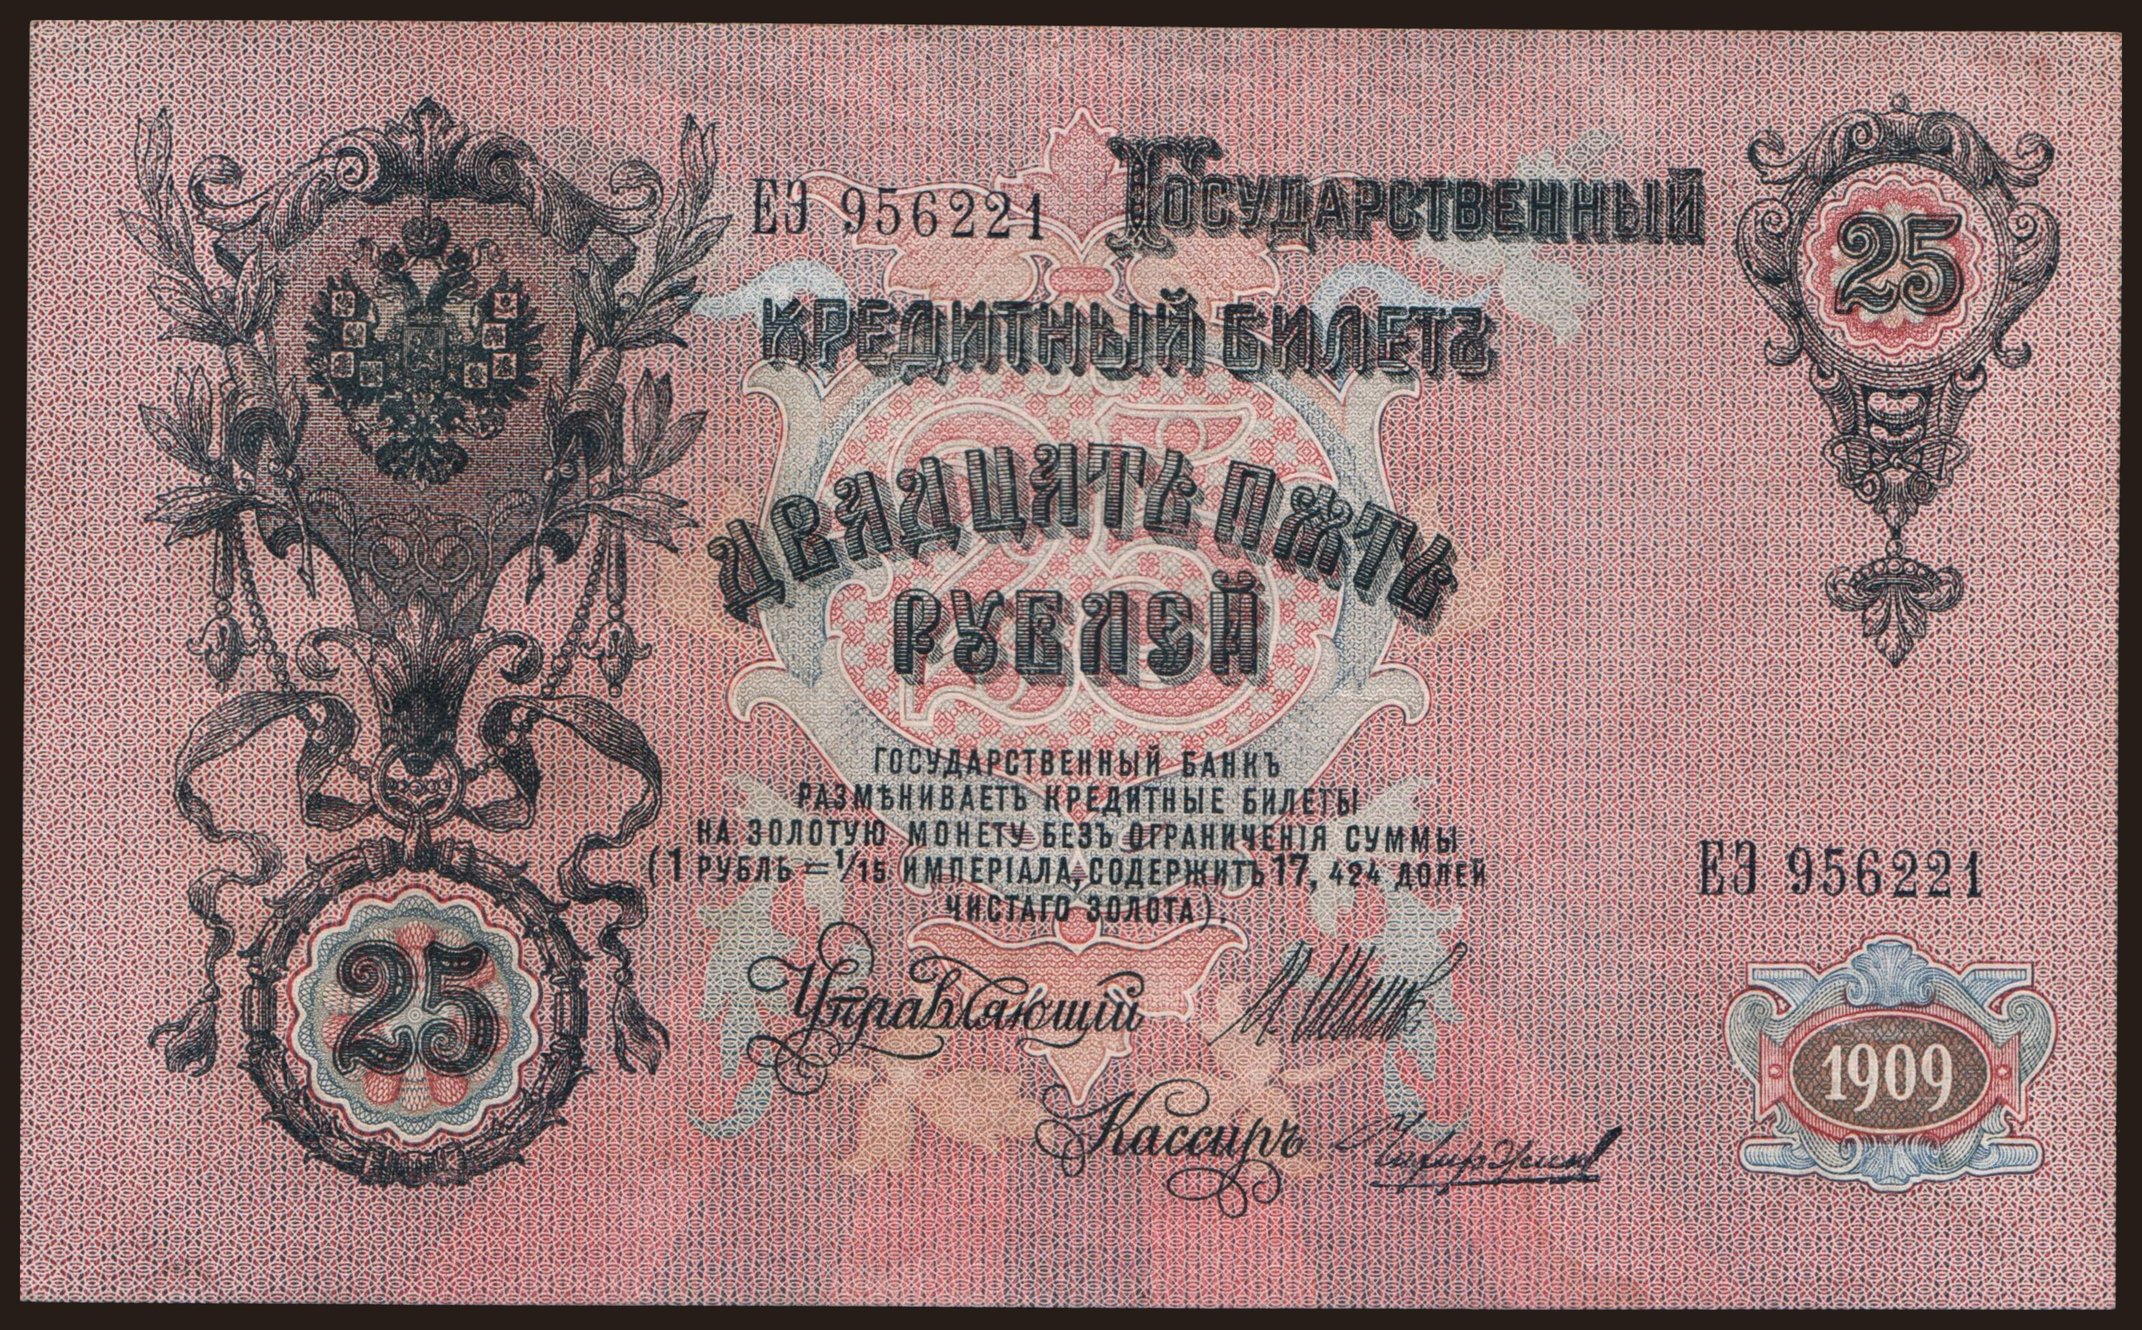 ЕЭ 956221
Государственный
25
Кредитный Билетъ
Двадцать пять
рублей
ГОСУДАРСТВЕННЫЙ БАНКЪ
РАЗМѢНИВАЕТЪ КРЕДИТНЫЕ БИЛЕТЫ
НА ЗОЛОТУЮ МОНЕТУ БЕЗЪ ОГРАНИЧЕНІЯ СУММЫ
(1 РУБЛЬ = 1/15 ИМПЕРІАЛА, СОДЕРЖИТЪ 17, 424 ДОЛЕЙ
ЧИСТАГО ЗОЛОТА).
ЕЭ 956221
25
Управляющій
Кассиръ
1909